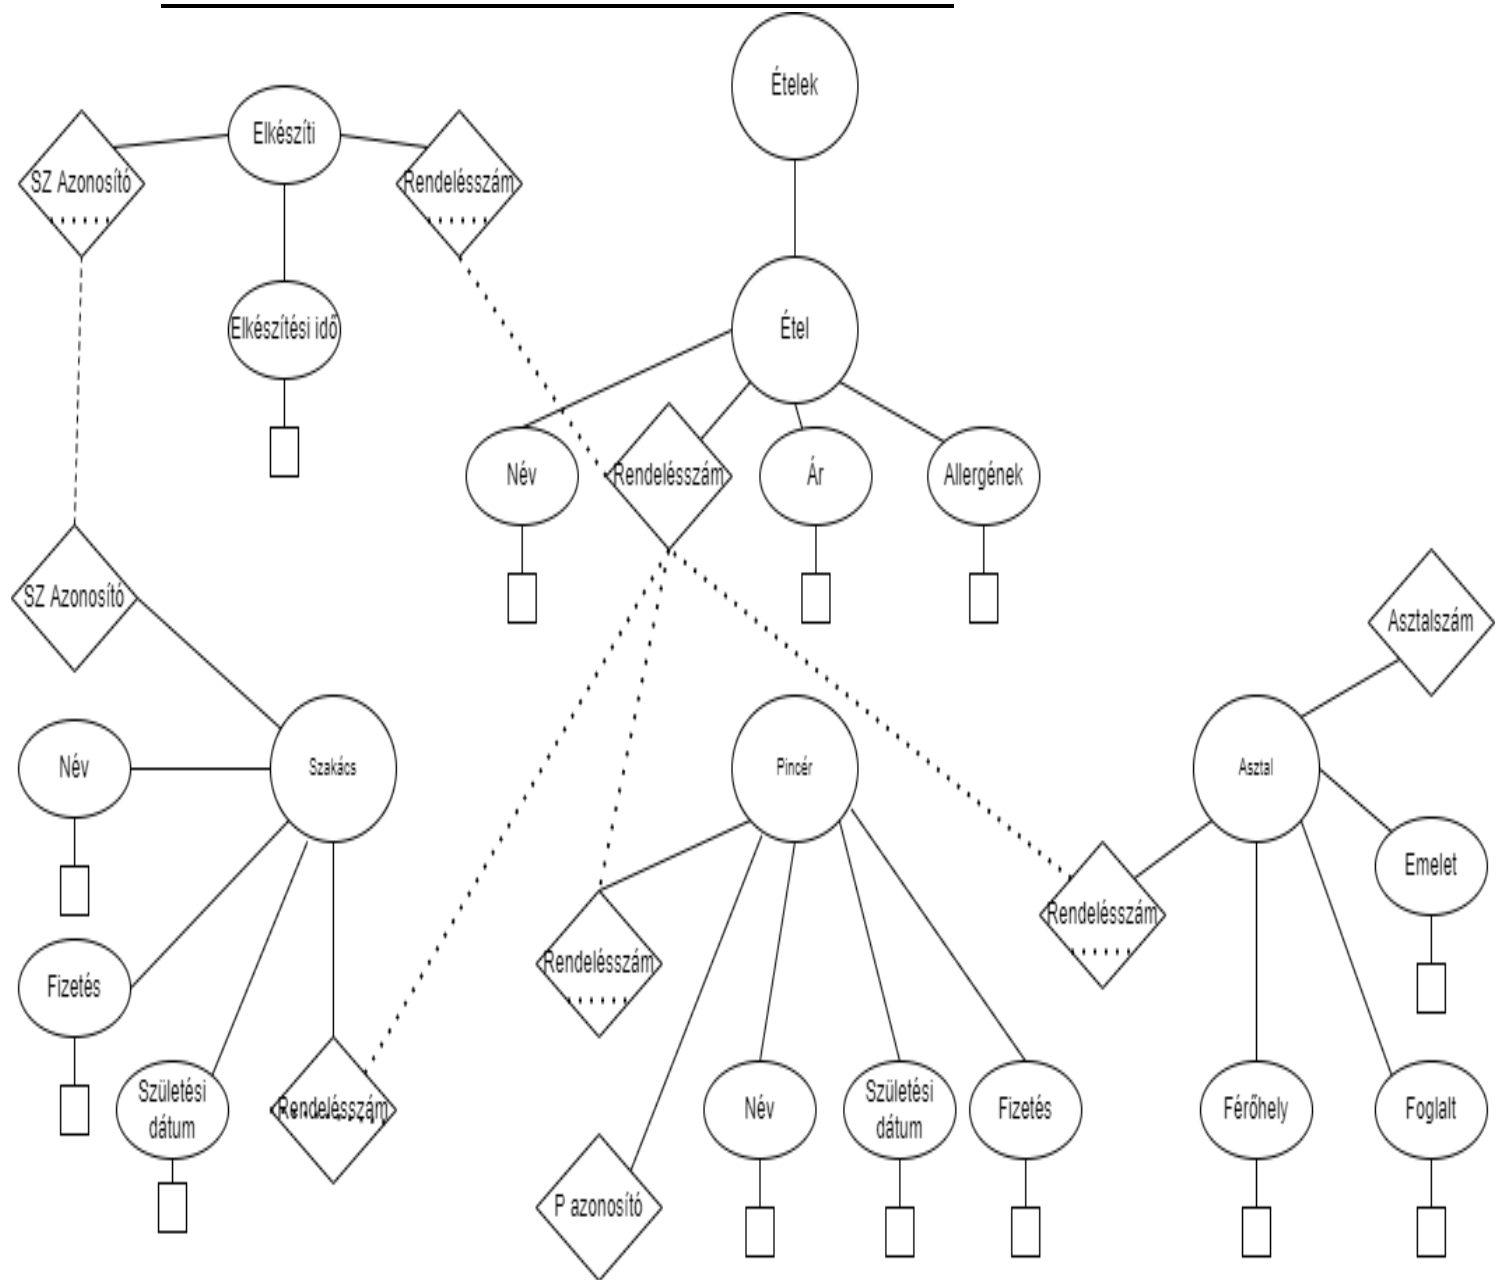 Ételek
Elkészíti
SZ Azonosító
Rendelésszám
Elkészítési idő
Étel
Név
Rendelésszám
Ár
Allergének
SZ Azonosító
Asztalszám
Név
Szakács
Pincér
Asztal
Emelet
Rendelésszám
Rendelésszám
Fizetés
Születési
dátum
Rendelésszám
Név
Születési
dátum
Fizetés
Férőhely
Foglalt
P azonosító